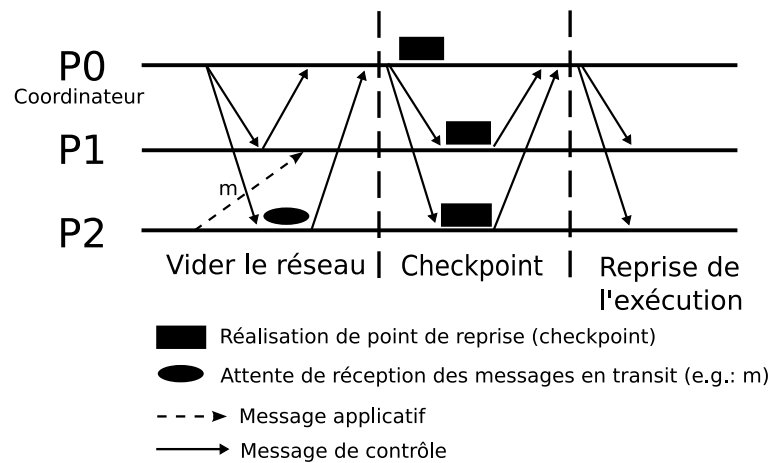 P0
Coordinateur
P1
m
P2
Vider le réseau
Checkpoint
Reprise de
l'exécution
Réalisation de point de reprise (checkpoint)
Attente de réception des messages en transit (e.g.: m)
Message applicatif
Message de contrôle